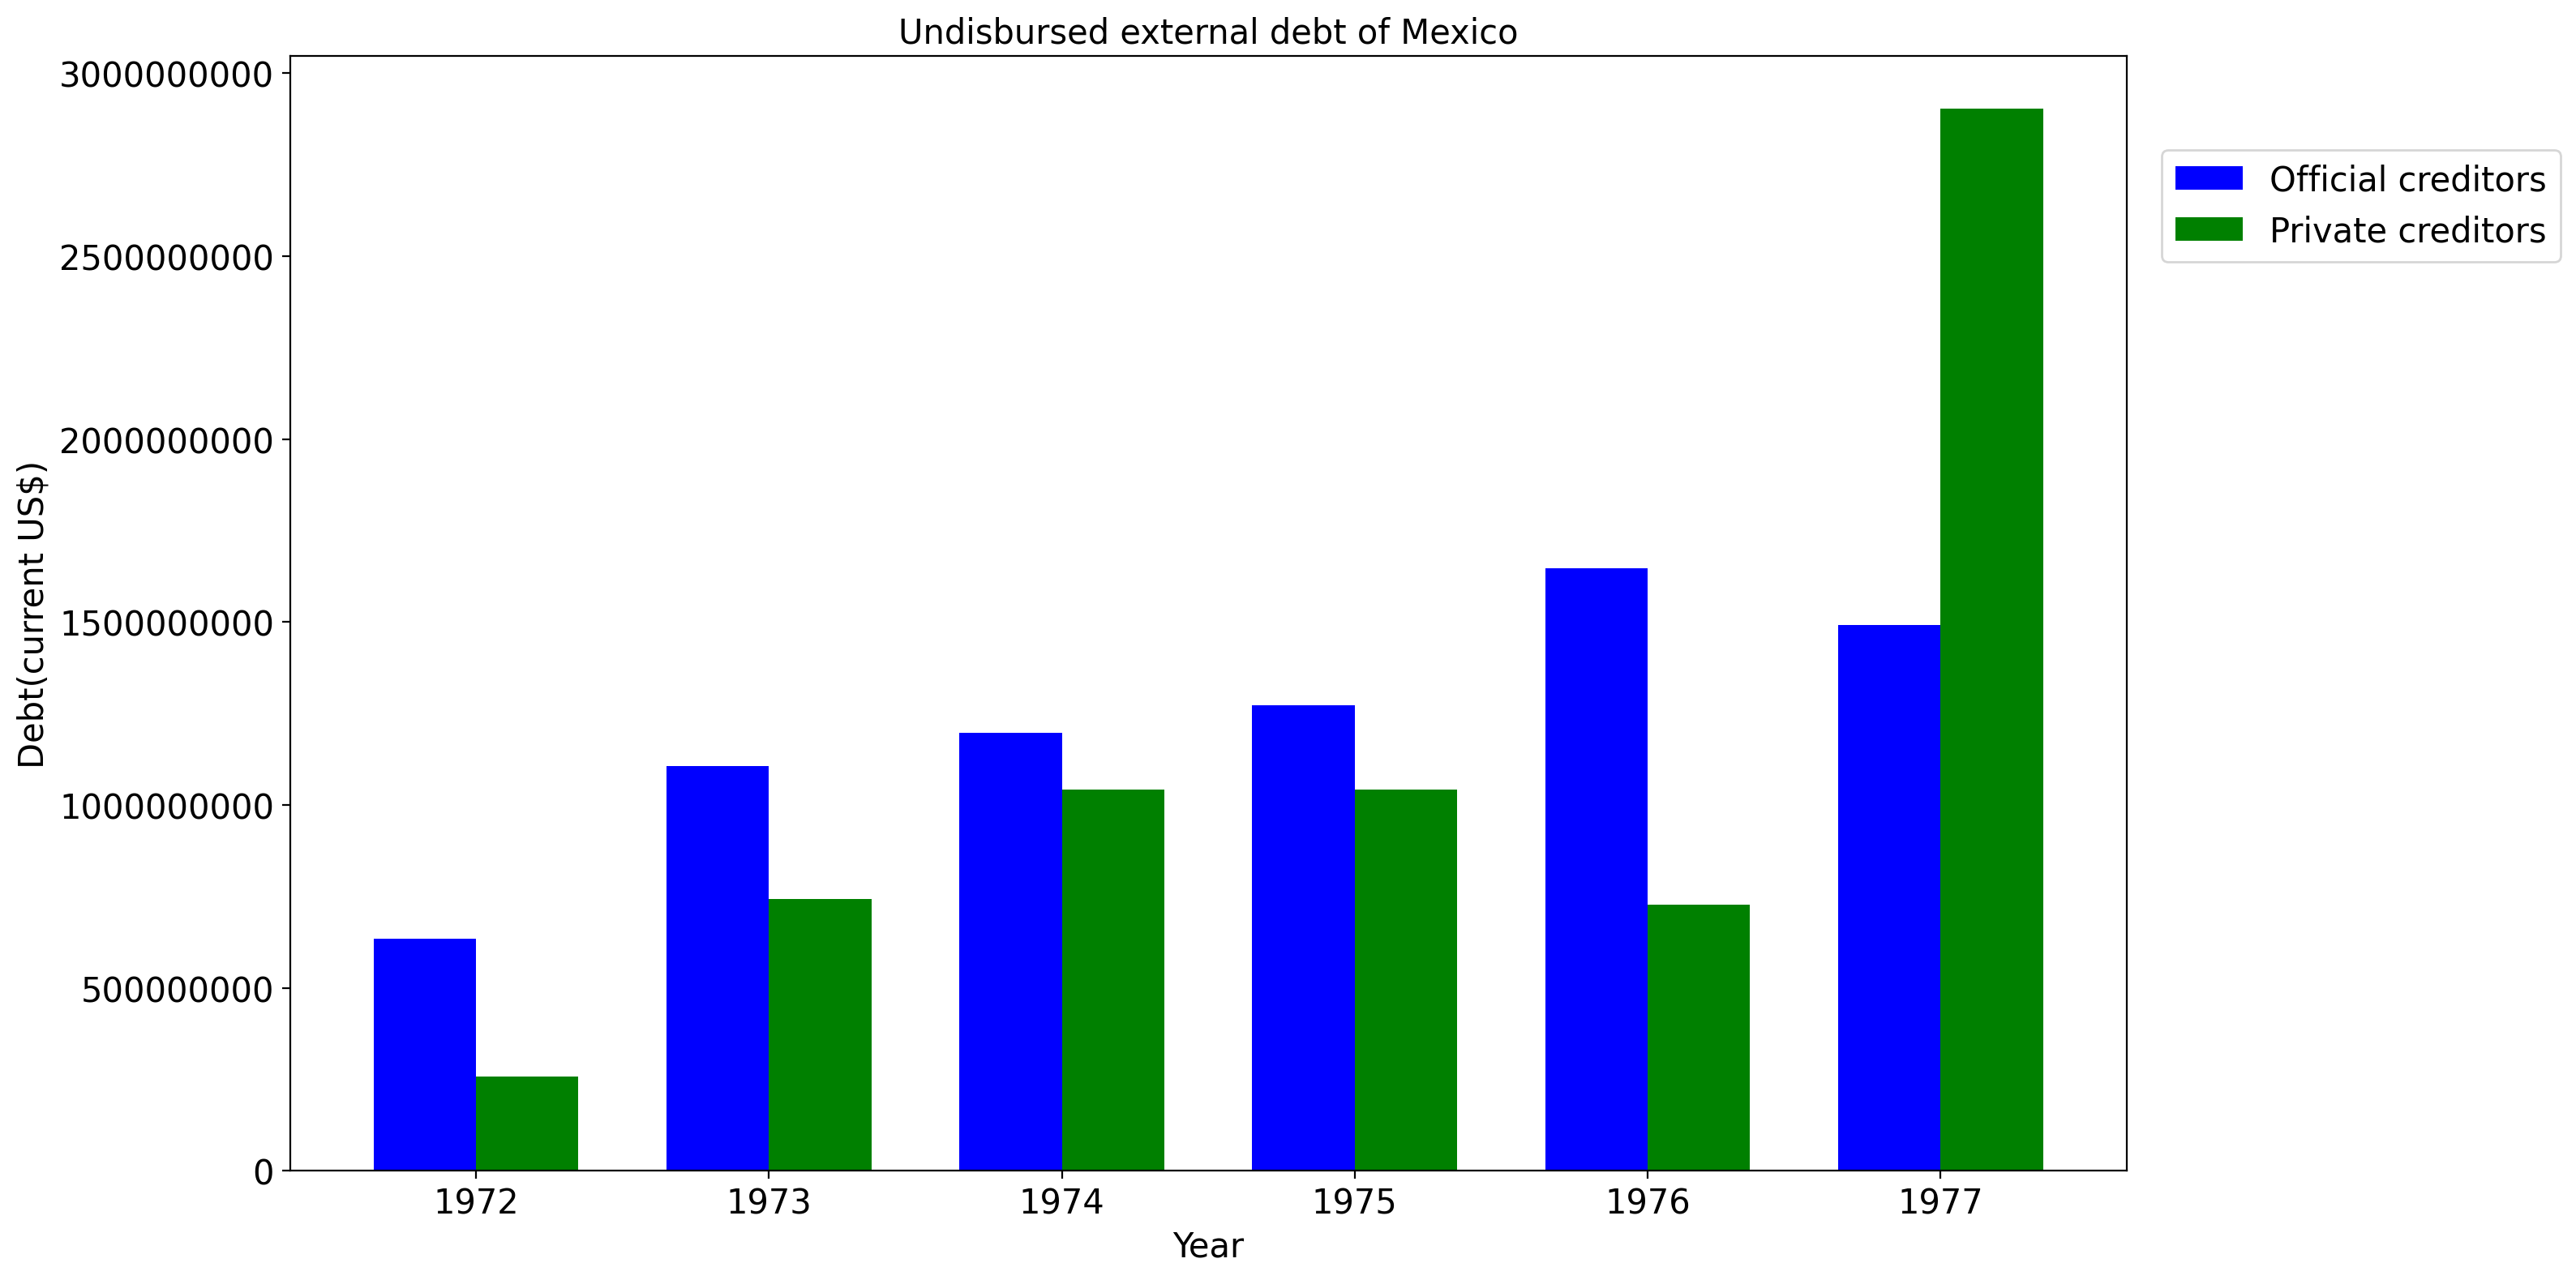 Undisbursed external debt of Mexico
3000000000
2500000000
2000000000
1500000000
1000000000
500000000
0
Debt(current US$)
1972 1973 1974 1975 1976 1977
Year
Official creditors
Private creditors